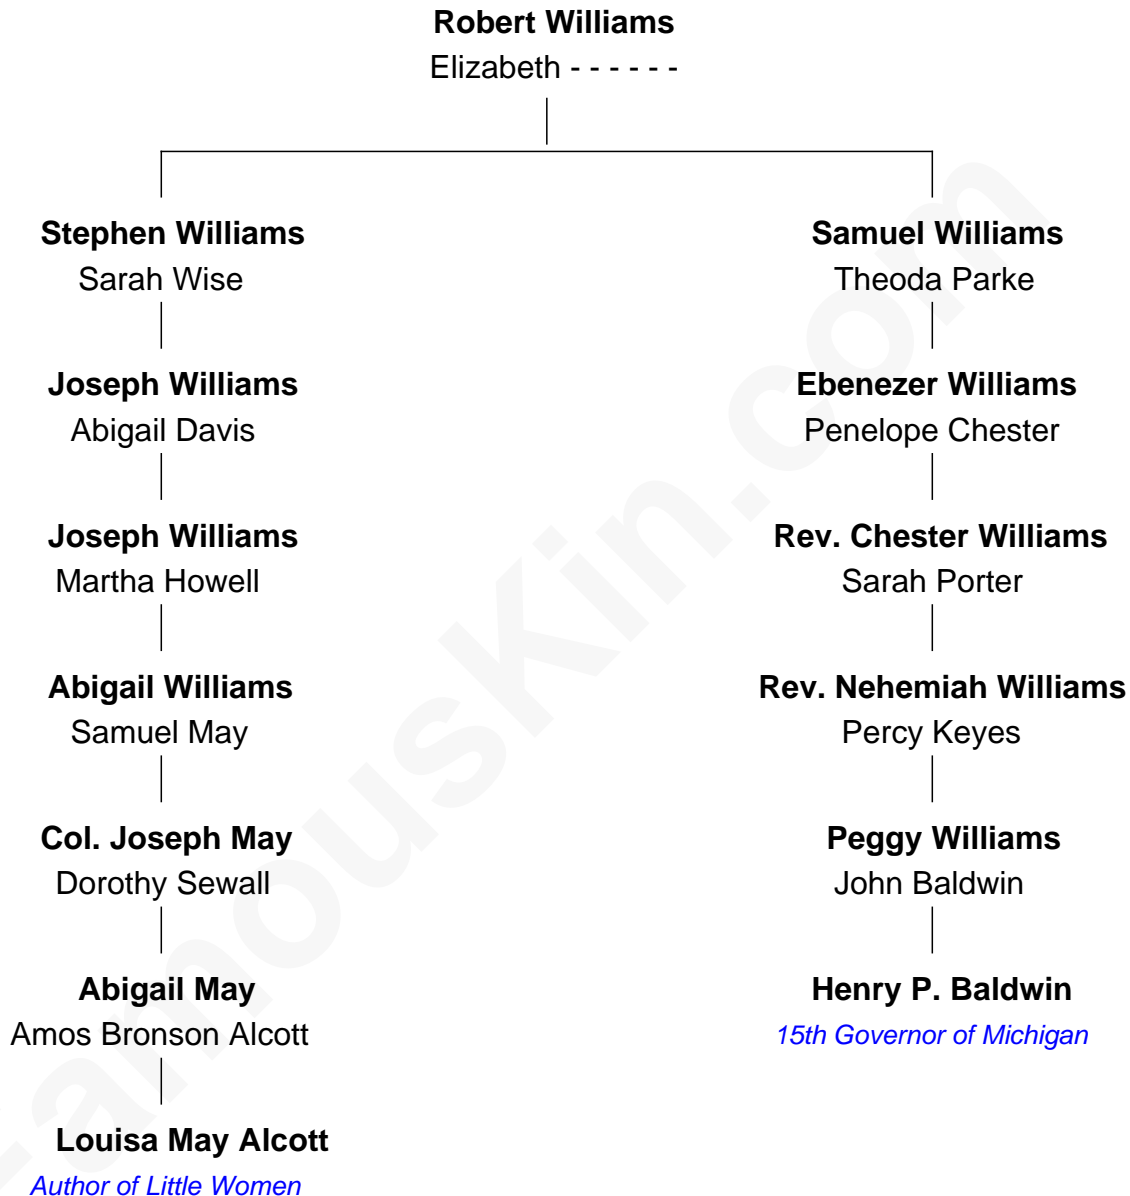 Robert Williams
Elizabeth - - - - - -
Stephen Williams
Sarah Wise
Samuel Williams
Theoda Parke
Joseph Williams
Abigail Davis
Ebenezer Williams
Penelope Chester
Joseph Williams
Martha Howell
Rev. Chester Williams
Sarah Porter
Abigail Williams
Samuel May
Rev. Nehemiah Williams
Percy Keyes
Col. Joseph May
Dorothy Sewall
Peggy Williams
John Baldwin
Abigail May
Amos Bronson Alcott
Henry P. Baldwin
15th Governor of Michigan
Louisa May Alcott
Author of Little Women
FamousKin.com